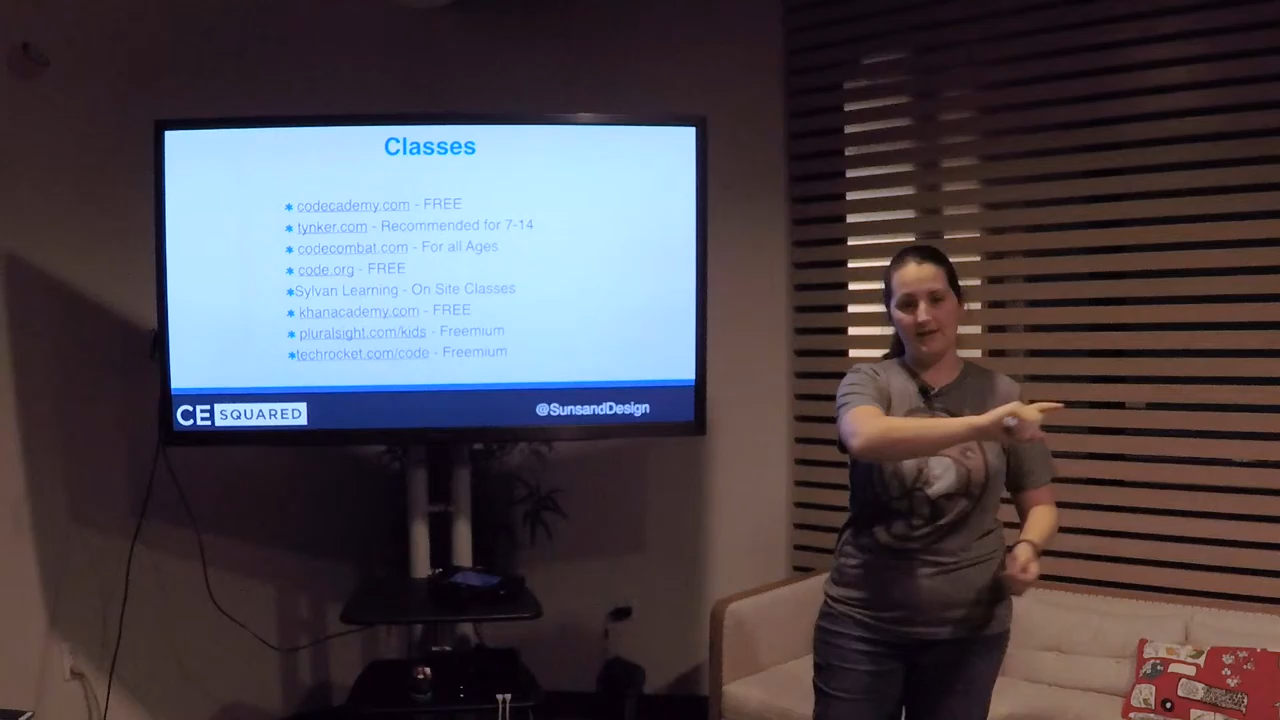 Classes
* codecademy.com - FREE
* tynker.com - Recommended for 7-14
* codecombat.com - For all Ages
* code.org - FREE
*Sylvan Learning - On Site Classes
* khanacademy.com - FREE
* pluralsight.com/kids - Freemium
*techrocket.com/code - Freemium
CE SQUARED
@SunsandDesign